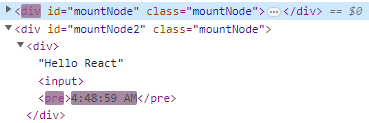 <div id="mountNode" class="mountNode">…</div> == $0
<div id="mountNode2" class="mountNode">
<div>
"Hello React"
<input>
<pre>4:48:59 AM</pre>
</div>